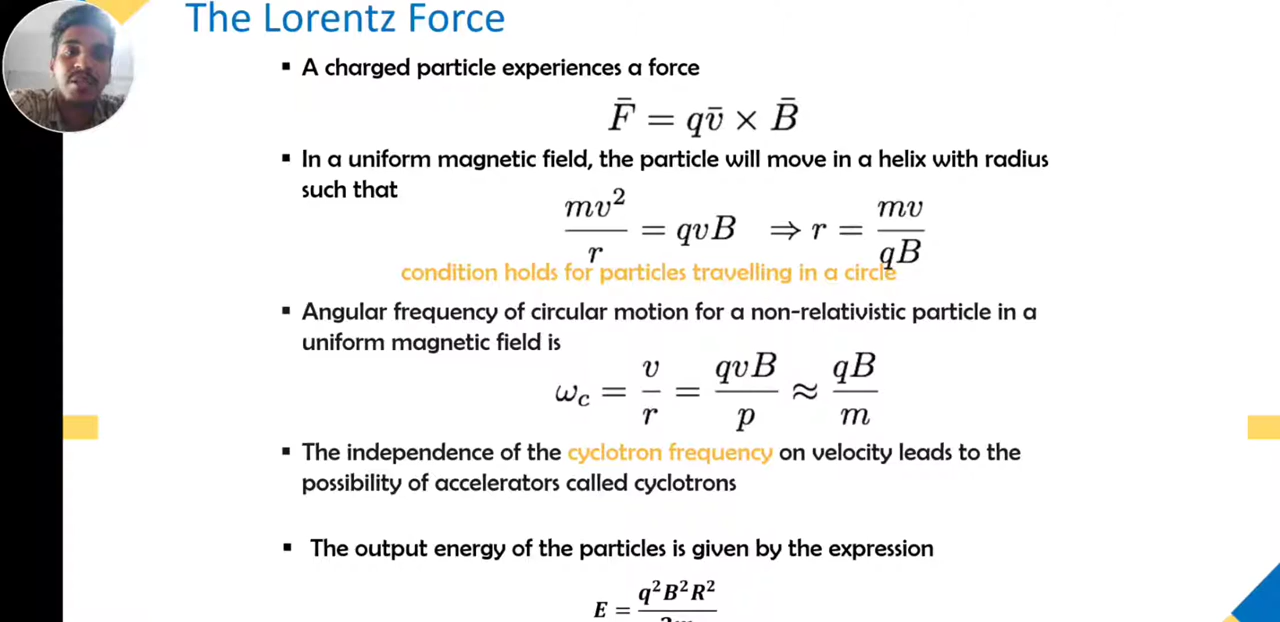 The Lorentz Force
▪ A charged particle experiences a force
F̄ = qv̄ × B̄
▪ In a uniform magnetic field, the particle will move in a helix with radius
such that
mv²/r = qvB ⇒ r = mv/qB
condition holds for particles travelling in a circle
▪ Angular frequency of circular motion for a non-relativistic particle in a
uniform magnetic field is
ω_c = v/r = qvB/p ≈ qB/m
▪ The independence of the cyclotron frequency on velocity leads to the
possibility of accelerators called cyclotrons
▪ The output energy of the particles is given by the expression
E = q²B²R²